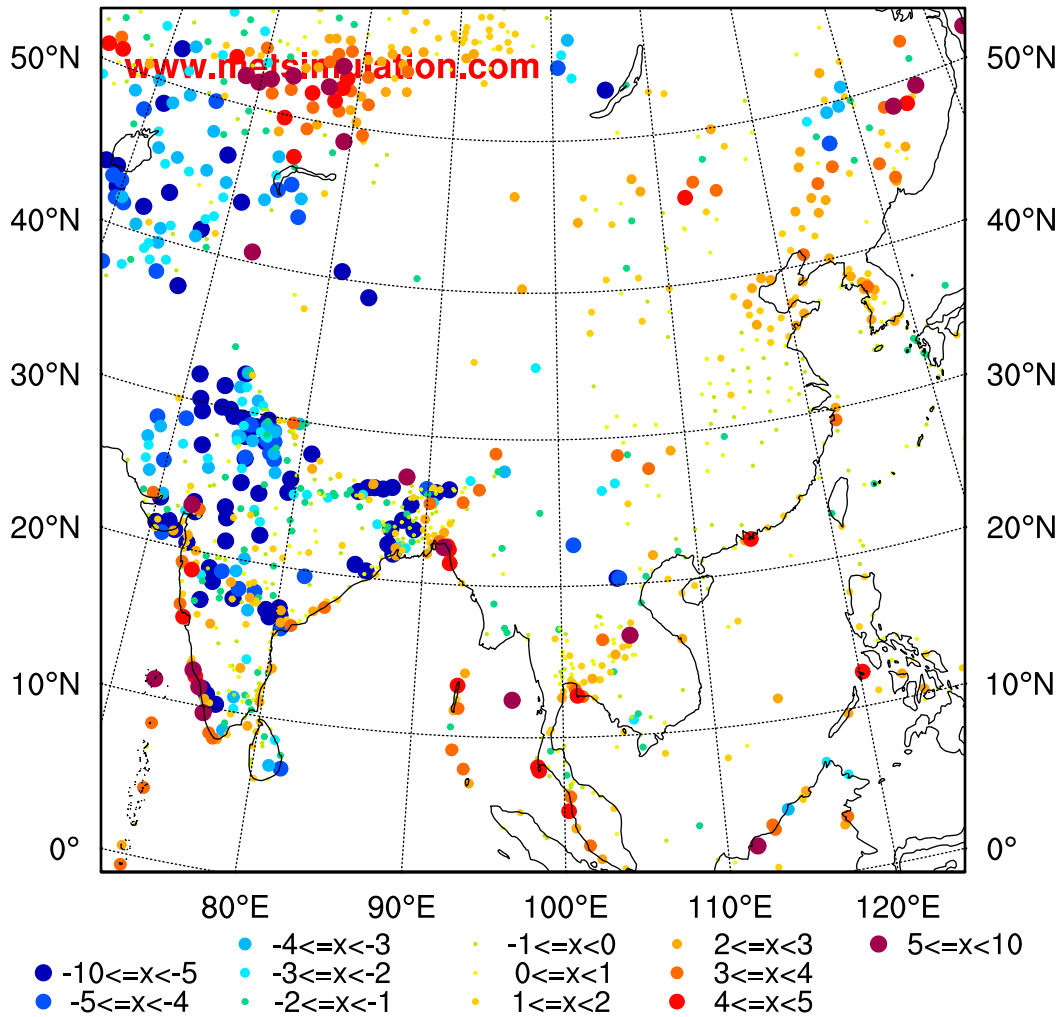 50°N 50°N
www.metsimulation.com
40°N 40°N
30°N 30°N
20°N 20°N
10°N 10°N
0° 0°
80°E 90°E 100°E 110°E 120°E
-4<=x<-3 -1<=x<0 2<=x<3 5<=x<10
-10<=x<-5 -3<=x<-2 0<=x<1 3<=x<4
-5<=x<-4 -2<=x<-1 1<=x<2 4<=x<5